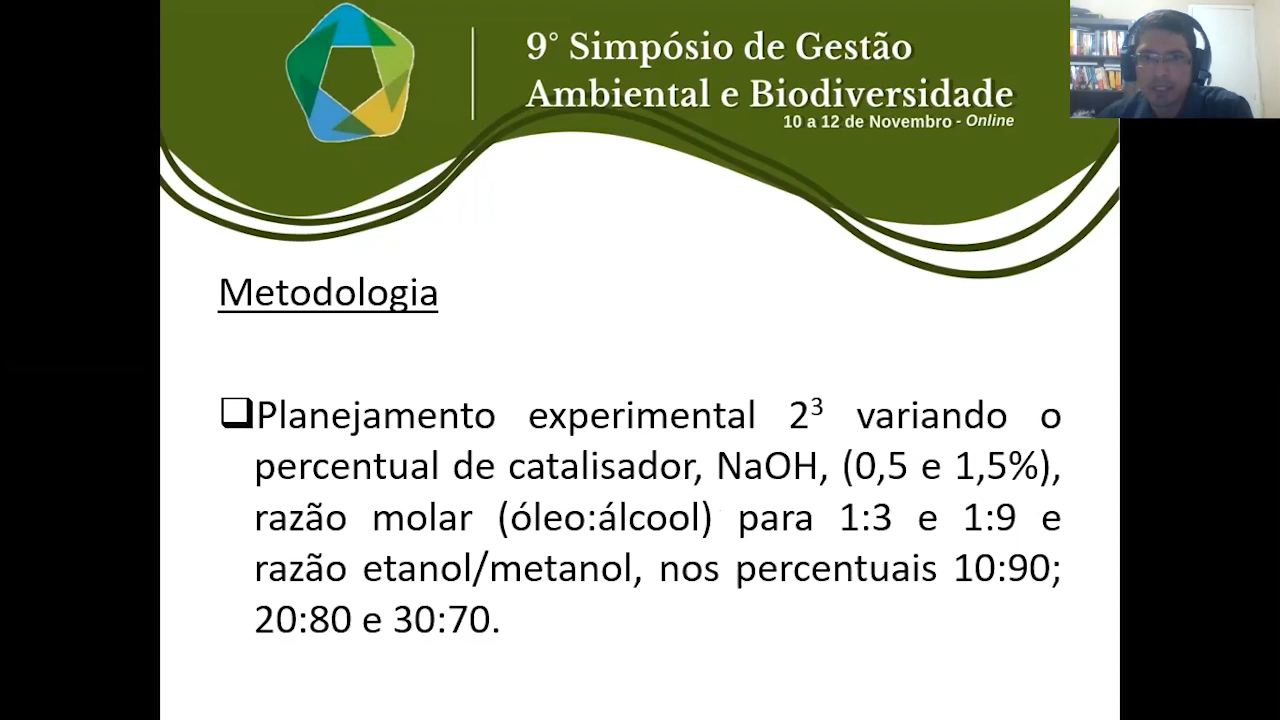 9° Simpósio de Gestão
Ambiental e Biodiversidade
10 a 12 de Novembro - Online
Metodologia
Planejamento experimental 2³ variando o
percentual de catalisador, NaOH, (0,5 e 1,5%),
razão molar (óleo:álcool) para 1:3 e 1:9 e
razão etanol/metanol, nos percentuais 10:90;
20:80 e 30:70.